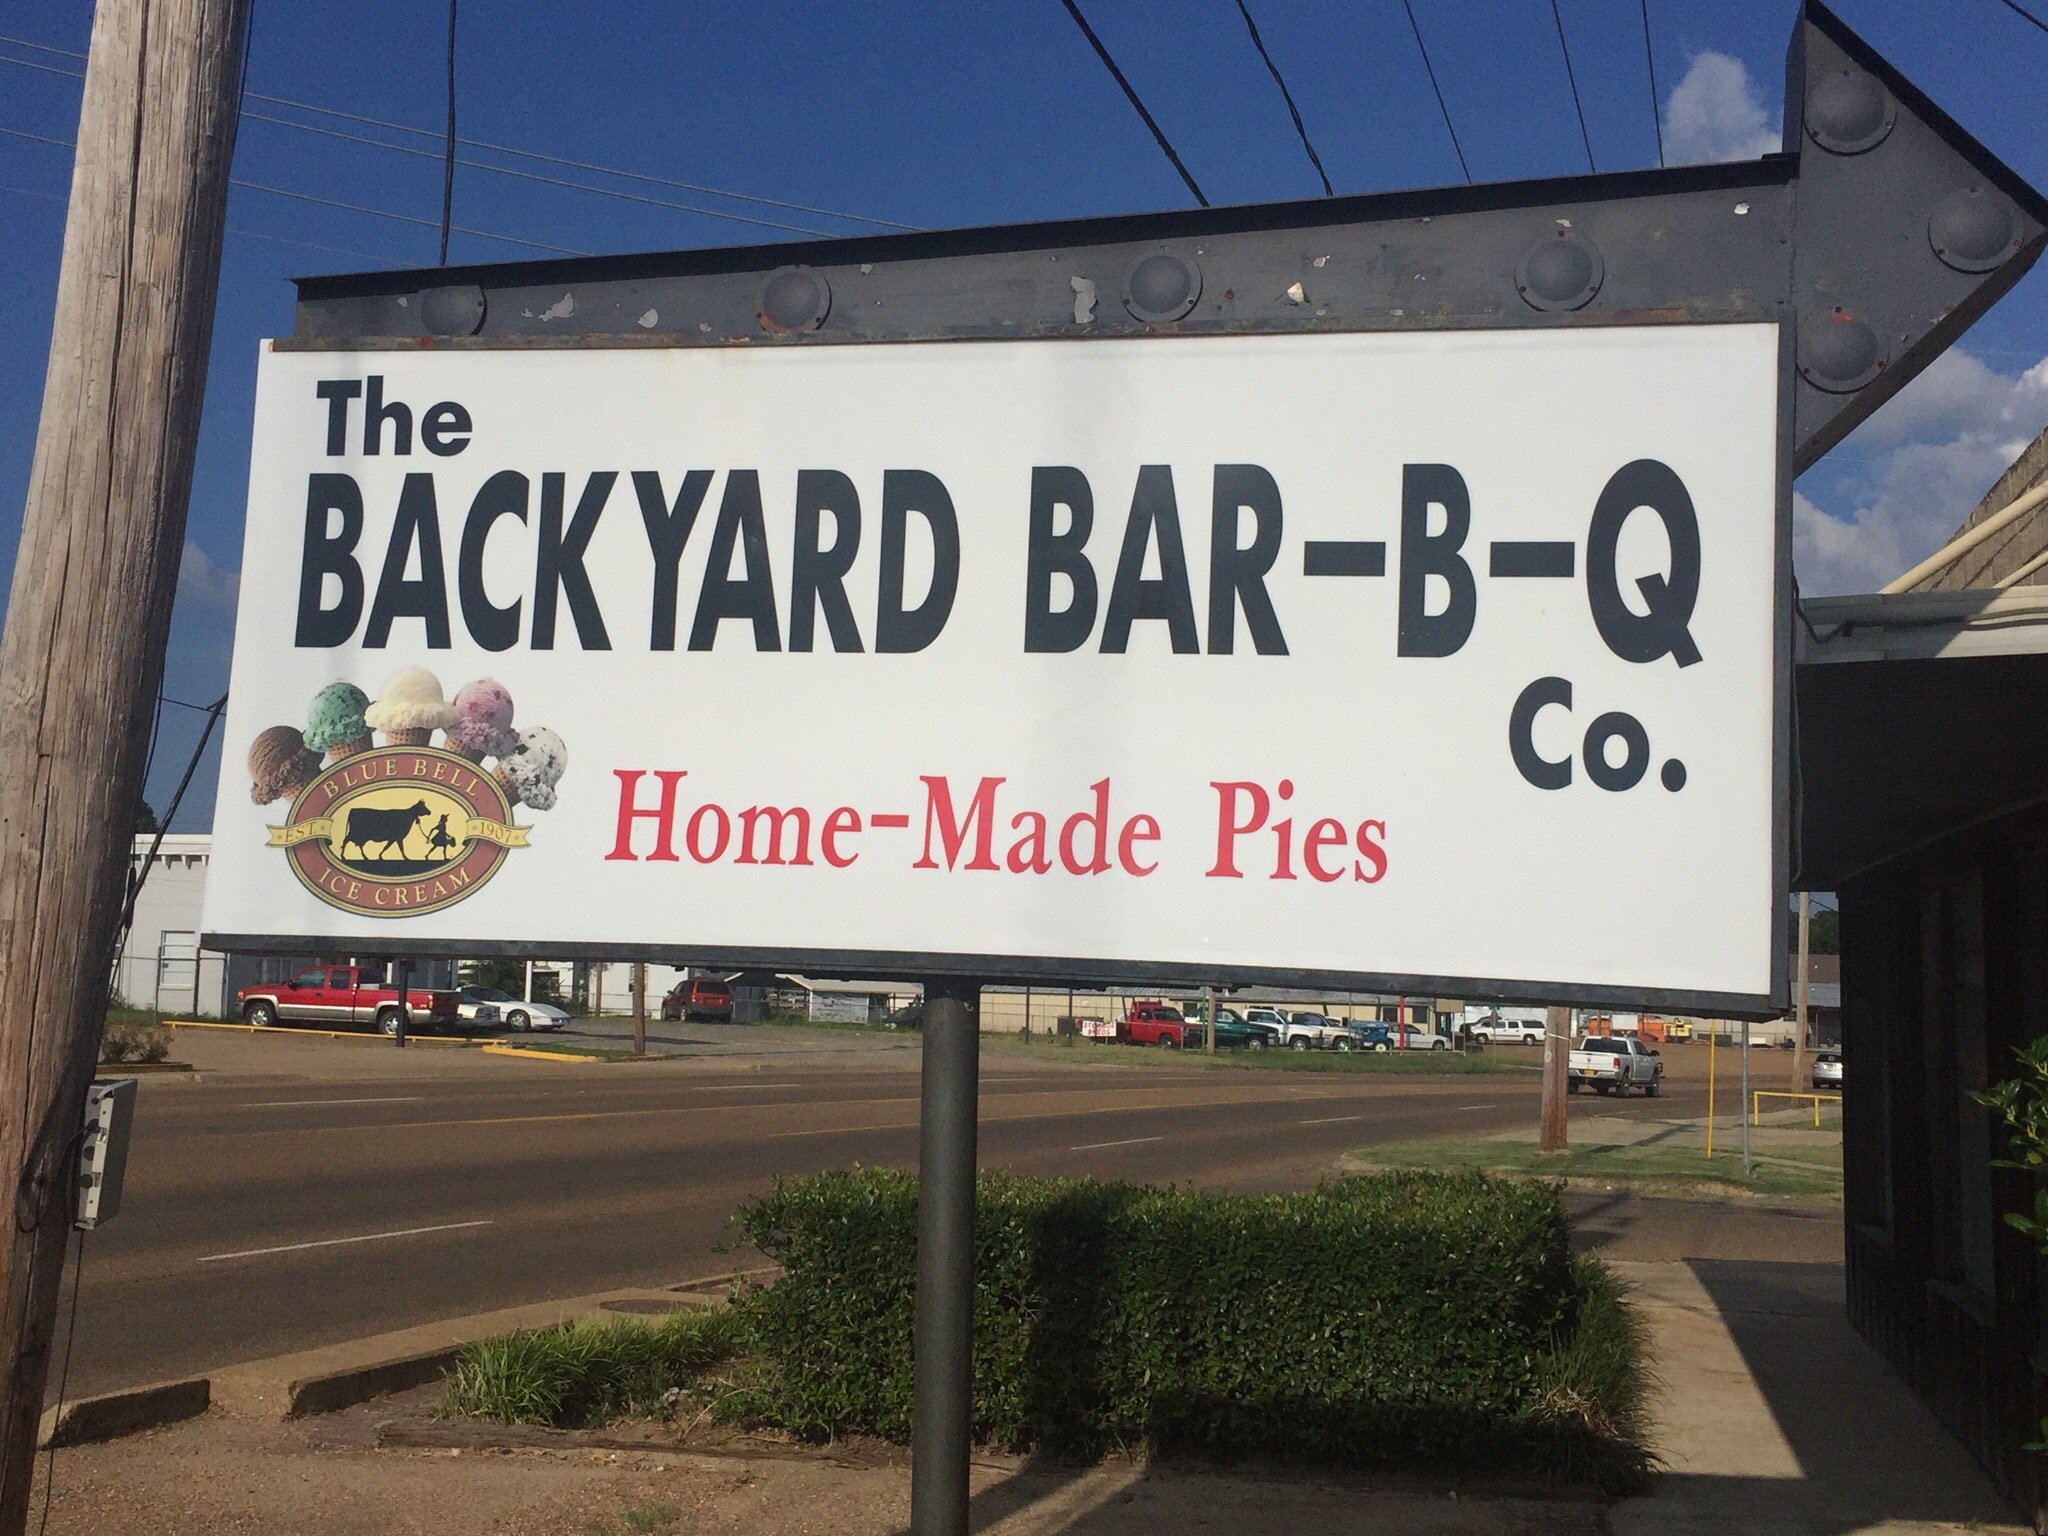 The
BACKYARD BAR-B-Q
Co.
BLUE BELL
EST. 1907
ICE CREAM
Home-Made Pies